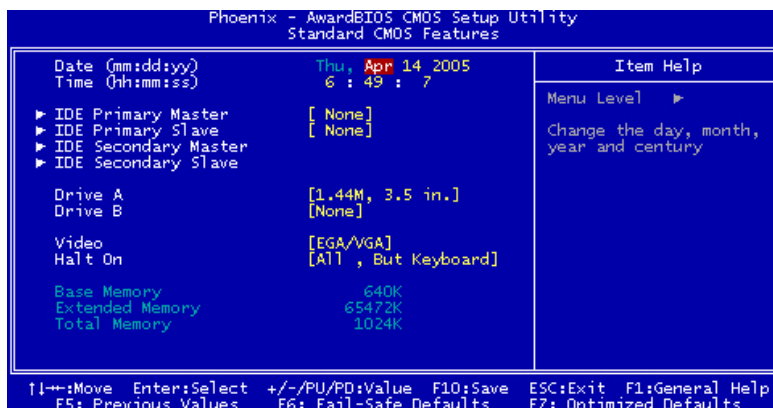 Phoenix - AwardBIOS CMOS Setup Utility
Standard CMOS Features
Date (mm:dd:yy) Thu, Apr 14 2005
Time (hh:mm:ss) 6 : 49 : 7
Item Help
Menu Level ►
Change the day, month,
year and century
► IDE Primary Master [ None]
► IDE Primary Slave [ None]
► IDE Secondary Master
► IDE Secondary Slave
Drive A [1.44M, 3.5 in.]
Drive B [None]
Video [EGA/VGA]
Halt On [All , But Keyboard]
Base Memory 640K
Extended Memory 65472K
Total Memory 1024K
↑↓→←:Move Enter:Select +/-/PU/PD:Value F10:Save ESC:Exit F1:General Help
F5: Previous Values F6: Fail-Safe Defaults F7: Optimized Defaults